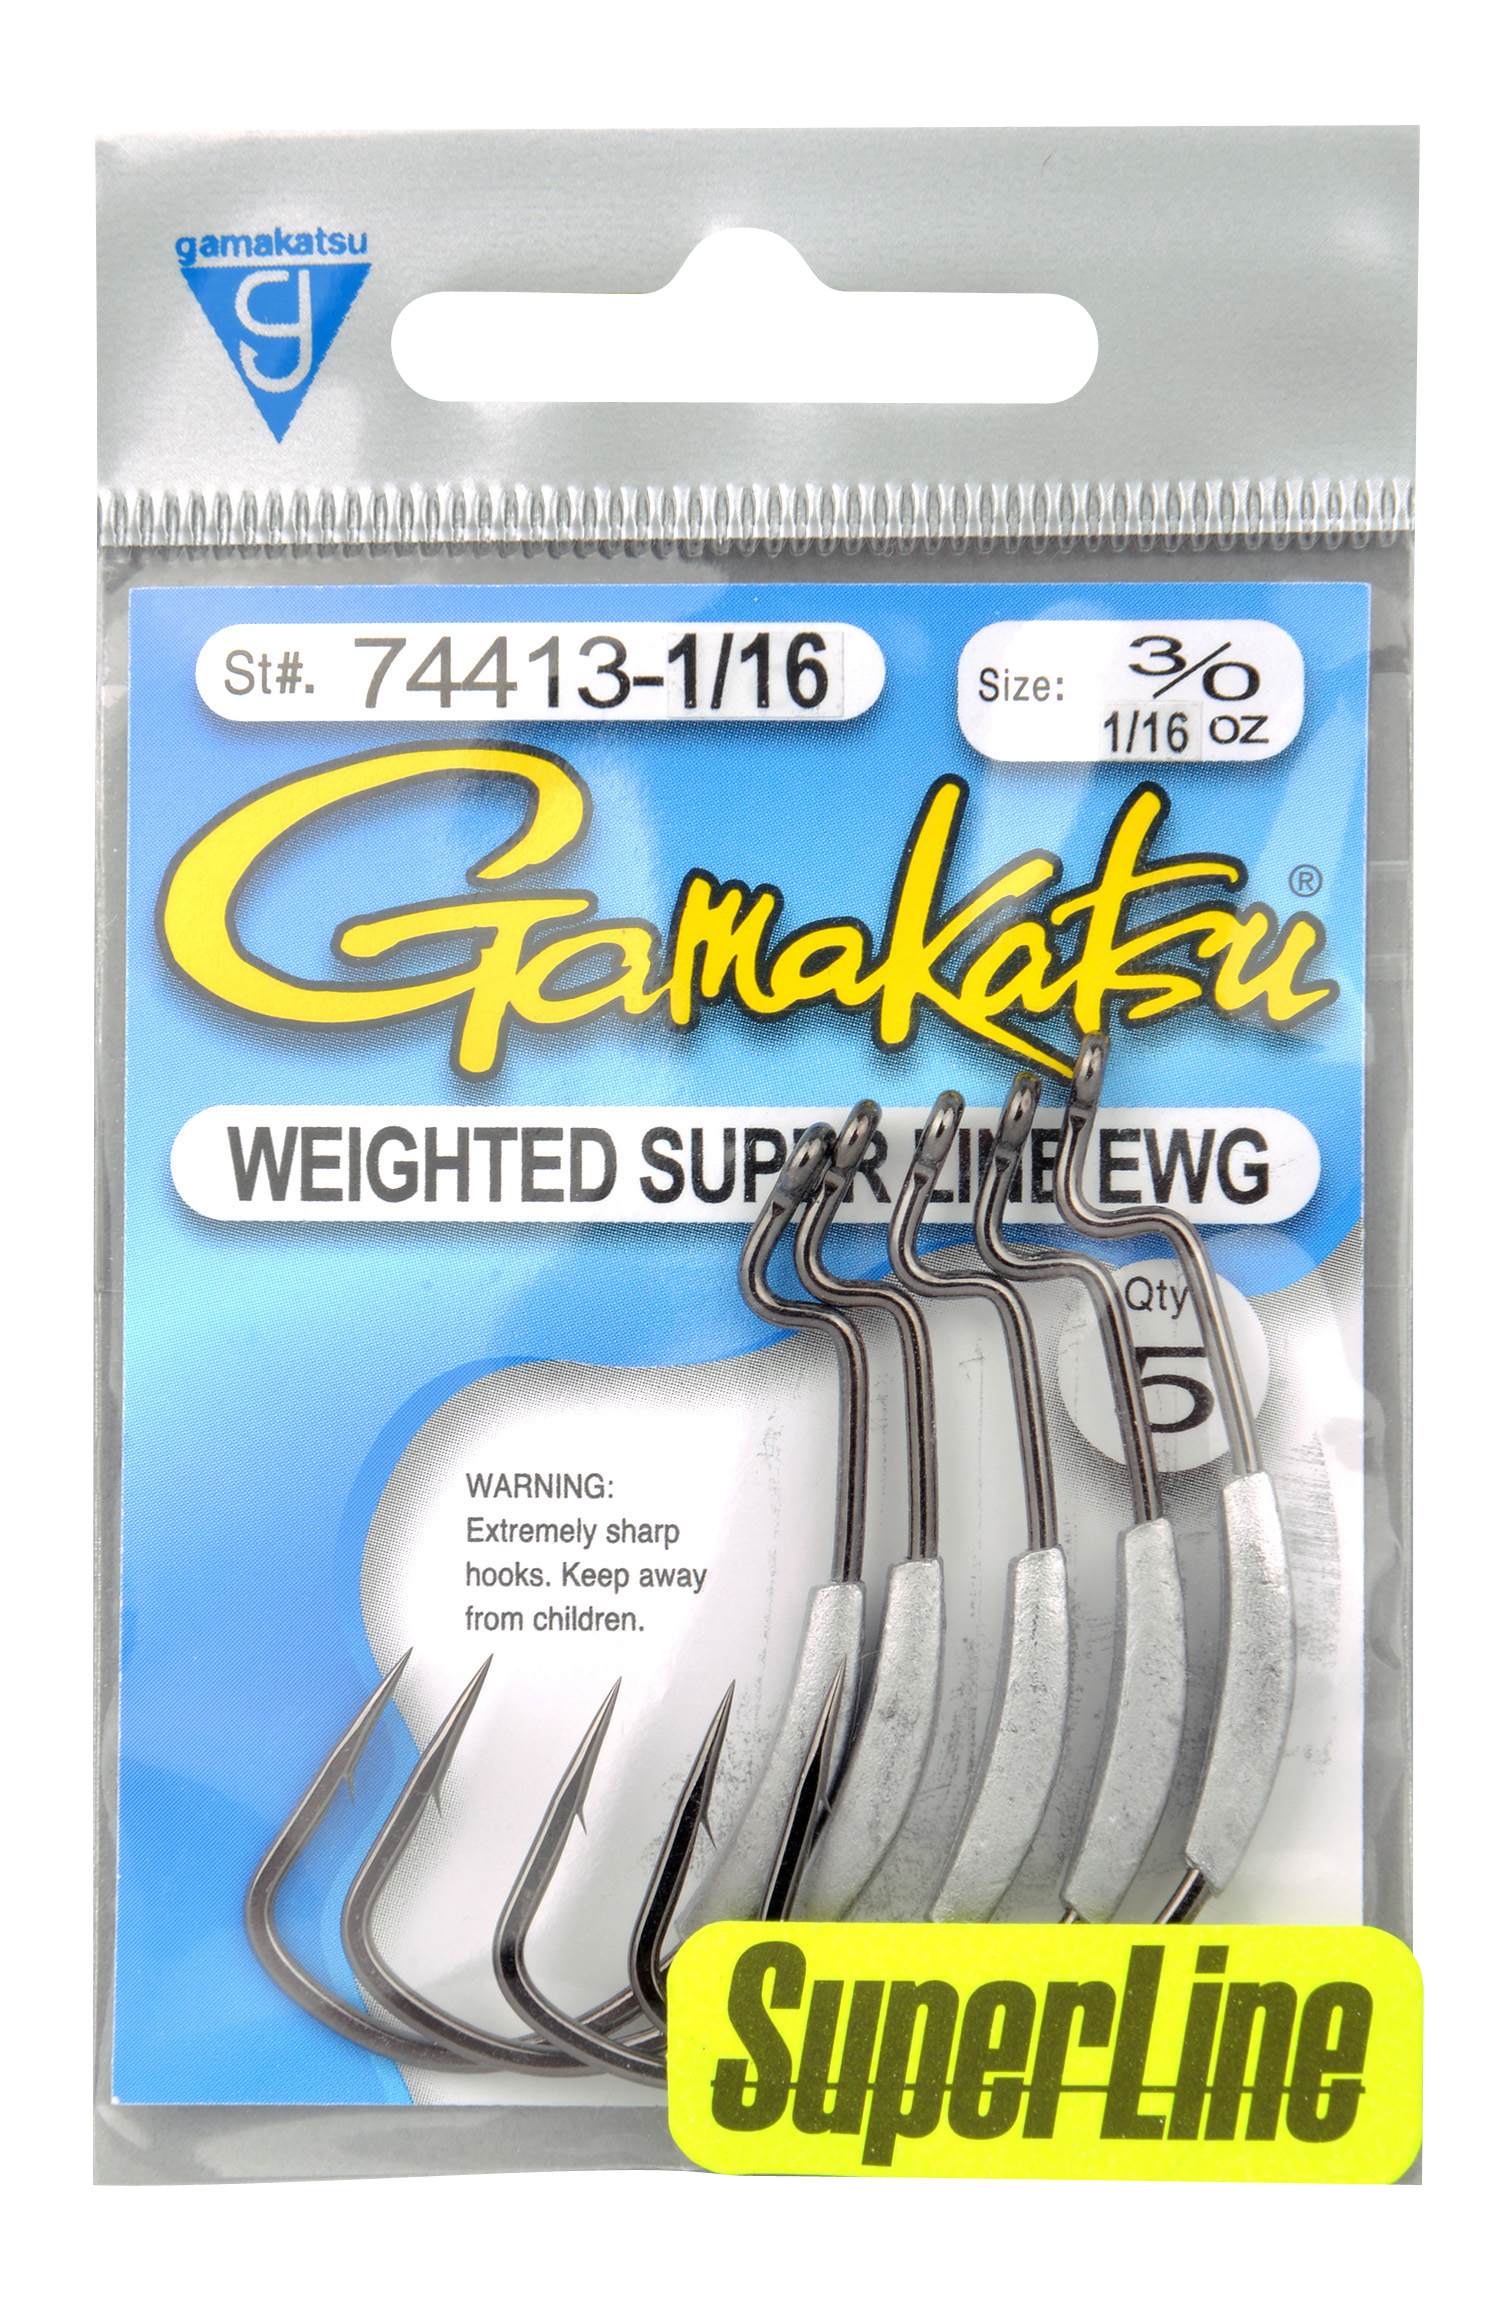 gamakatsu
g
St#. 74413-1/16
Size: 3/0
1/16 OZ
Gamakatsu®
WEIGHTED SUPER LINE EWG
Qty
5
WARNING:
Extremely sharp
hooks. Keep away
from children.
SuperLine